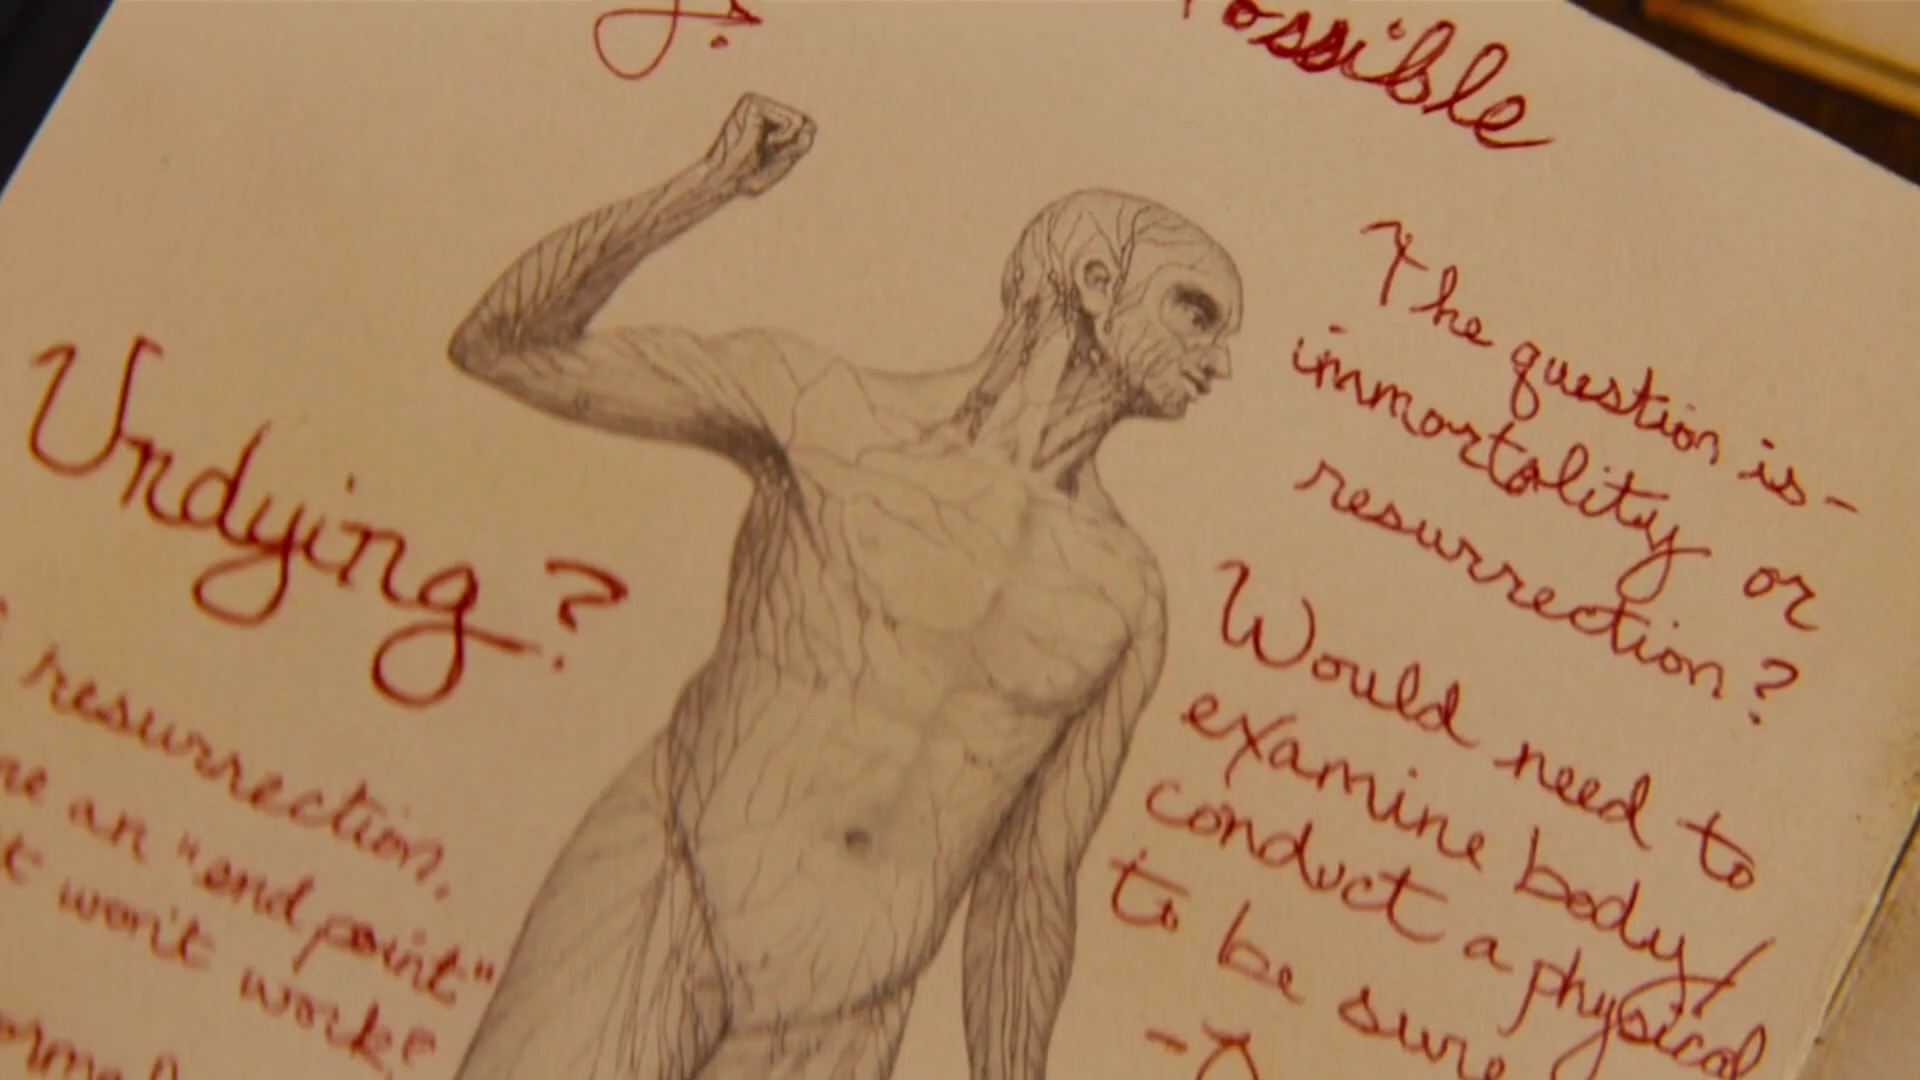 Undying?
resurrection,
an "end point"
won't work?
The question is -
immortality or
resurrection?
Would need to
examine body/
conduct a physical
to be sure